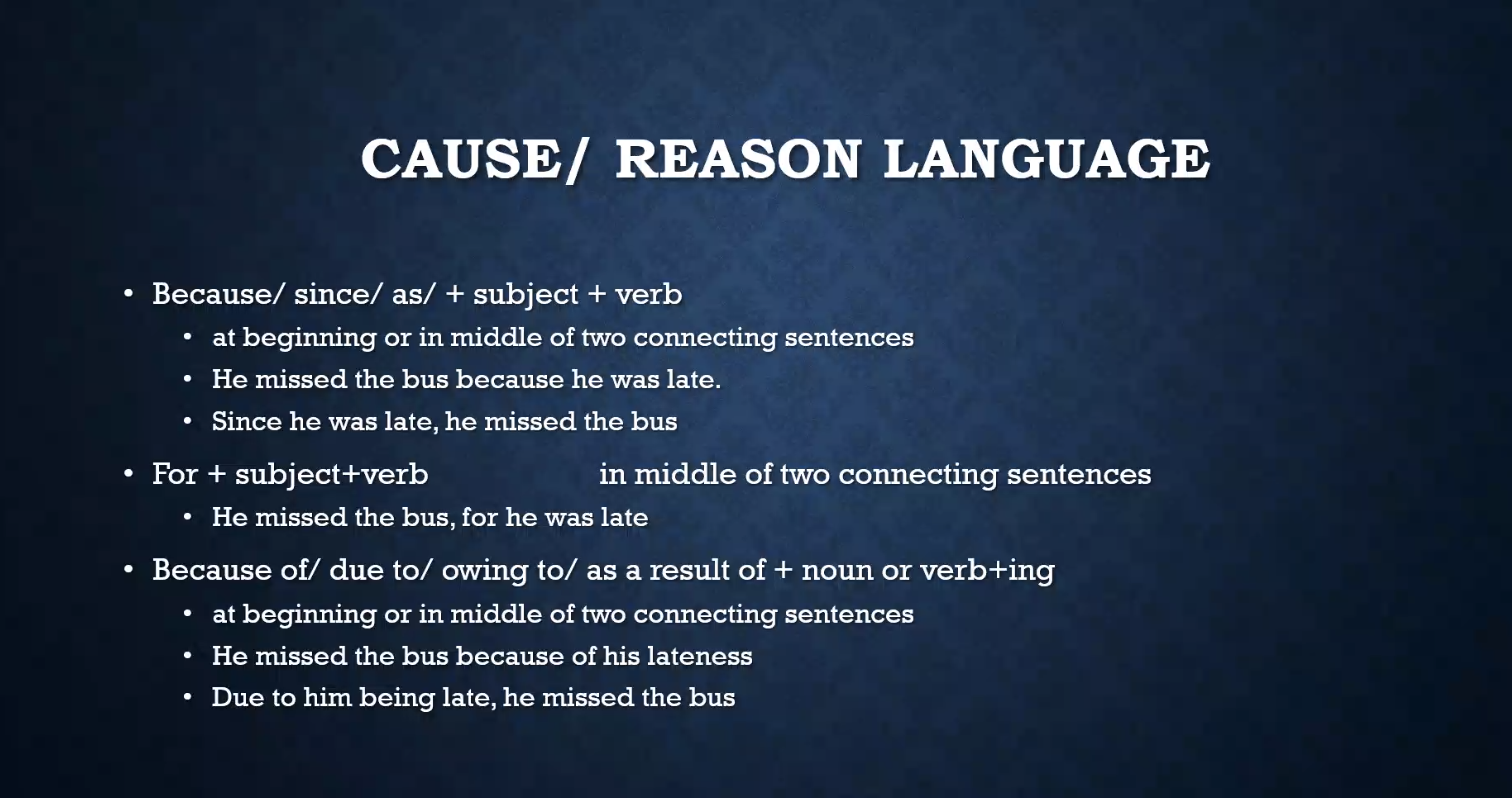 CAUSE/ REASON LANGUAGE
• Because/ since/ as/ + subject + verb
• at beginning or in middle of two connecting sentences
• He missed the bus because he was late.
• Since he was late, he missed the bus
• For + subject+verb in middle of two connecting sentences
• He missed the bus, for he was late
• Because of/ due to/ owing to/ as a result of + noun or verb+ing
• at beginning or in middle of two connecting sentences
• He missed the bus because of his lateness
• Due to him being late, he missed the bus